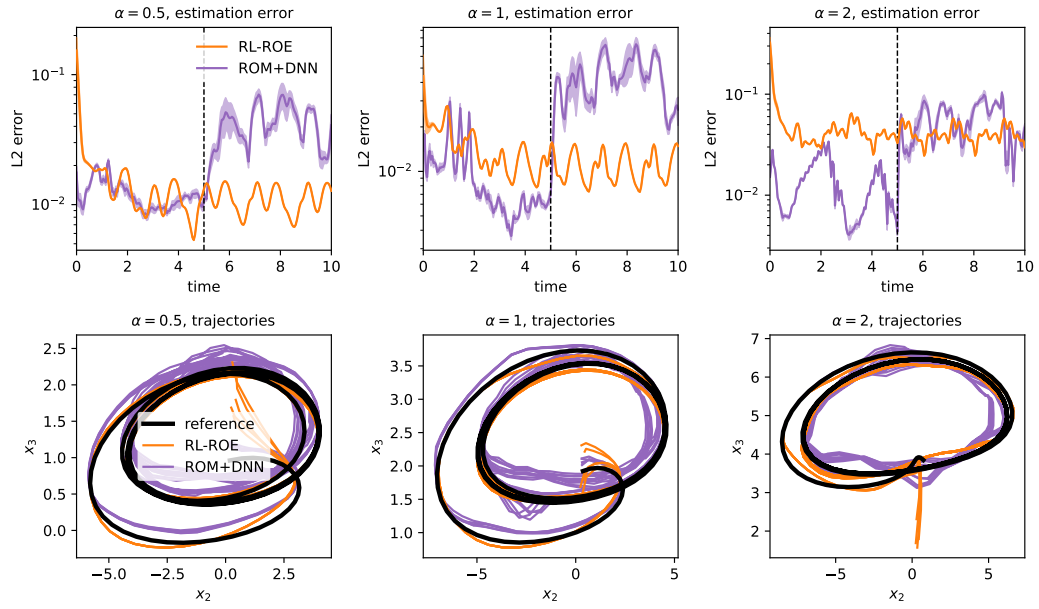 α = 0.5, estimation error
α = 1, estimation error
α = 2, estimation error
L2 error
10⁻¹
10⁻²
RL-ROE
ROM+DNN
0 2 4 6 8 10
time
L2 error
10⁻²
0 2 4 6 8 10
time
L2 error
10⁻¹
10⁻²
0 2 4 6 8 10
time
α = 0.5, trajectories
α = 1, trajectories
α = 2, trajectories
x₃
2.5
2.0
1.5
1.0
0.5
0.0
reference
RL-ROE
ROM+DNN
−5.0 −2.5 0.0 2.5
x₂
x₃
3.5
3.0
2.5
2.0
1.5
1.0
−5 0 5
x₂
x₃
7
6
5
4
3
2
−5 0 5
x₂